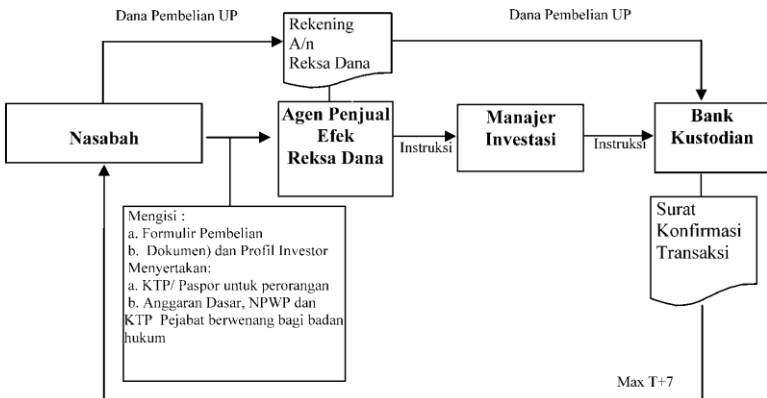 Dana Pembelian UP
Dana Pembelian UP
Rekening
A/n
Reksa Dana
Nasabah
Agen Penjual
Efek
Reksa Dana
Instruksi
Manajer
Investasi
Instruksi
Bank
Kustodian
Mengisi :
a. Formulir Pembelian
b. Dokumen) dan Profil Investor
Menyertakan:
a. KTP/ Paspor untuk perorangan
b. Anggaran Dasar, NPWP dan
KTP Pejabat berwenang bagi badan
hukum
Surat
Konfirmasi
Transaksi
Max T+7